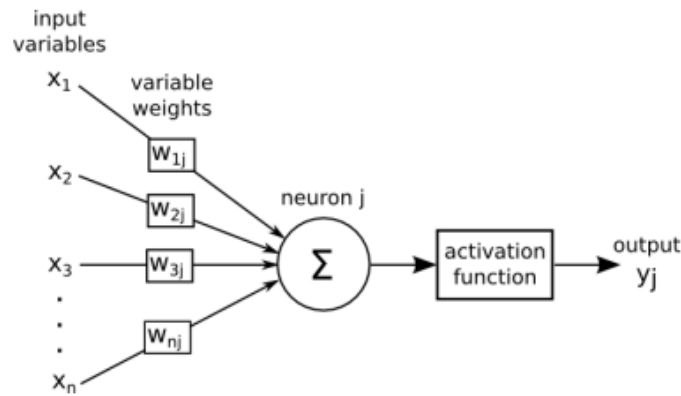 input
variables
x₁
variable
weights
w₁ⱼ
x₂
w₂ⱼ
neuron j
x₃
w₃ⱼ
Σ
activation
function
output
yⱼ
.
.
.
wₙⱼ
xₙ